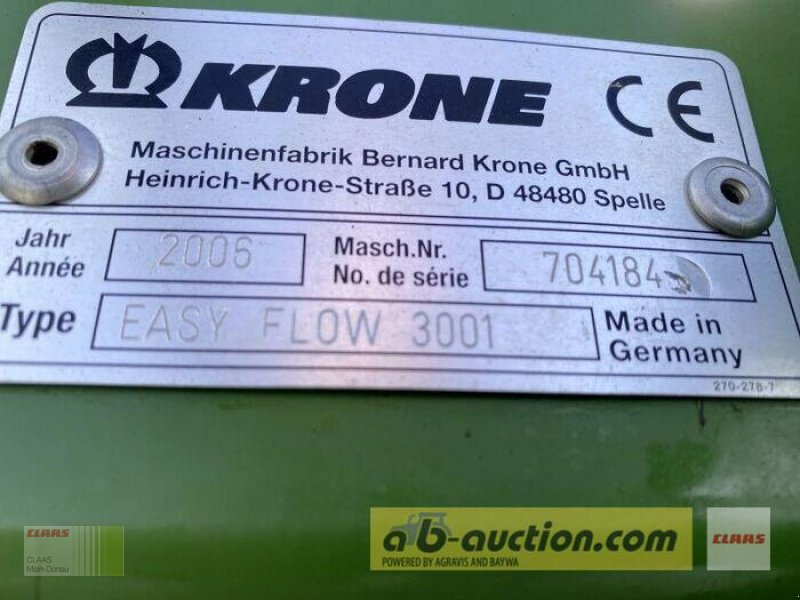 KRONE CE
Maschinenfabrik Bernard Krone GmbH
Heinrich-Krone-Straße 10, D 48480 Spelle
Jahr
Année
2006
Masch.Nr.
No. de série
704184
Type
EASY FLOW 3001
Made in
Germany
270-278-7
CLAAS
CLAAS
Main-Donau
ab-auction.com
POWERED BY AGRAVIS AND BAYWA
CLAAS